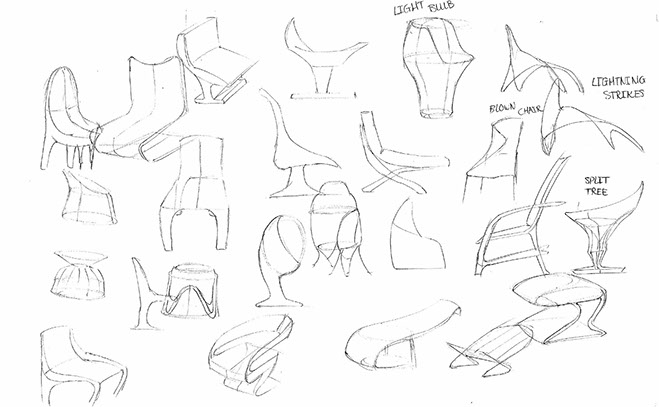 LIGHT BULB
LIGHTNING
STRIKES
BLOWN CHAIR
SPLIT
TREE